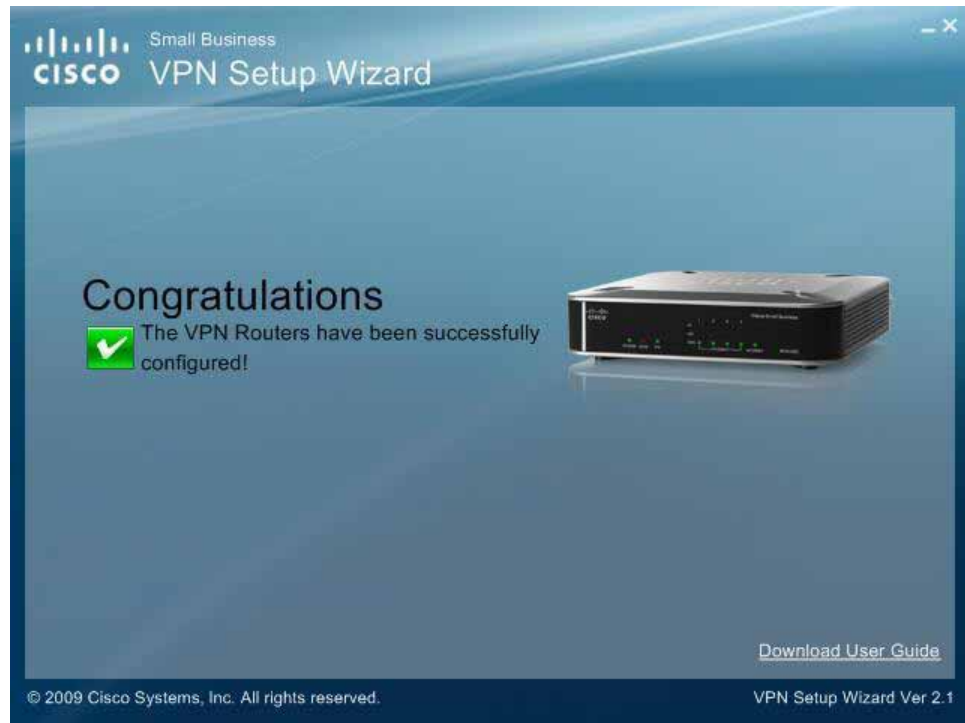 Small Business
CISCO VPN Setup Wizard
Congratulations
The VPN Routers have been successfully
configured!
Download User Guide
© 2009 Cisco Systems, Inc. All rights reserved.
VPN Setup Wizard Ver 2.1